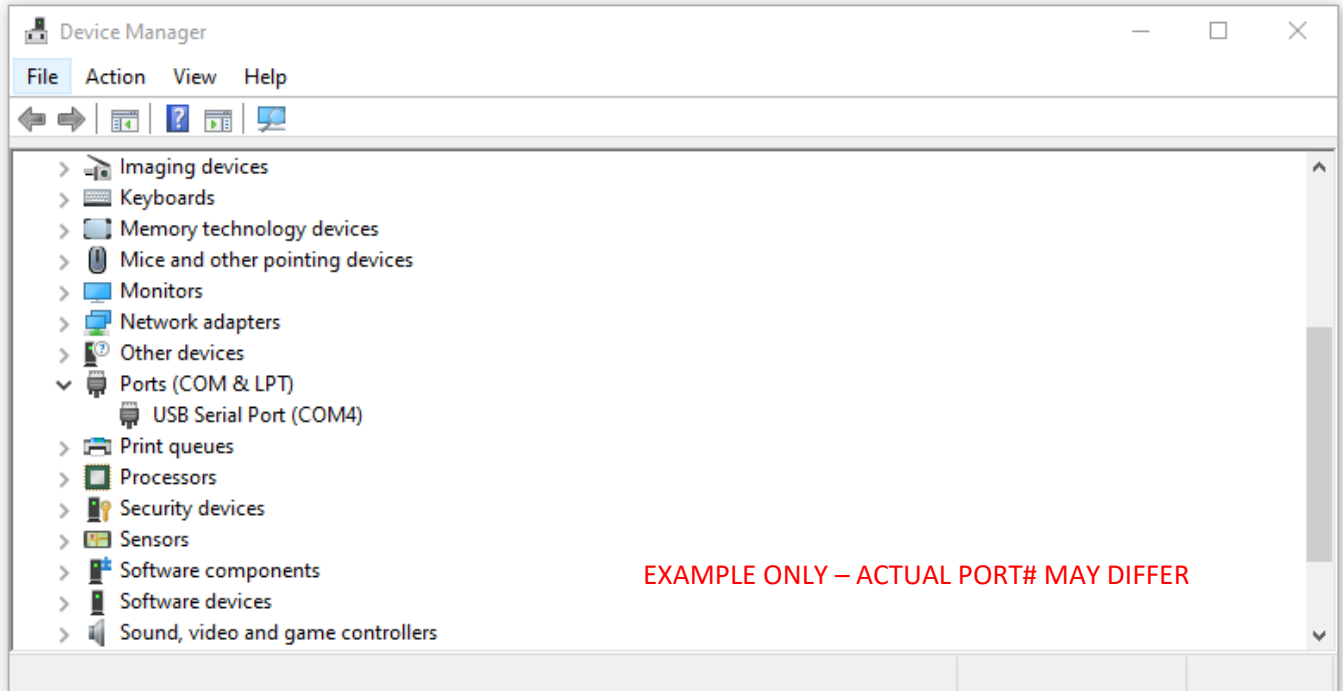 Device Manager
File Action View Help
Imaging devices
Keyboards
Memory technology devices
Mice and other pointing devices
Monitors
Network adapters
Other devices
Ports (COM & LPT)
USB Serial Port (COM4)
Print queues
Processors
Security devices
Sensors
Software components
EXAMPLE ONLY – ACTUAL PORT# MAY DIFFER
Software devices
Sound, video and game controllers